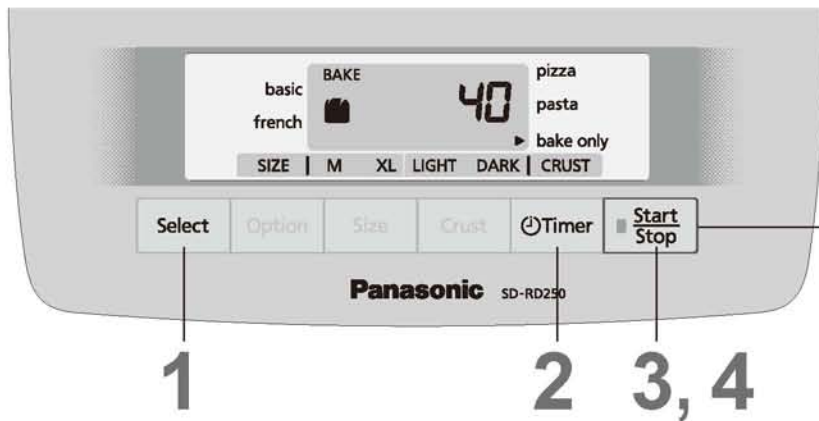 BAKE
basic
french
40
pizza
pasta
bake only
SIZE M XL LIGHT DARK CRUST
Select Option Size Crust Timer Start
Stop
Panasonic SD-RD250
1 2 3, 4